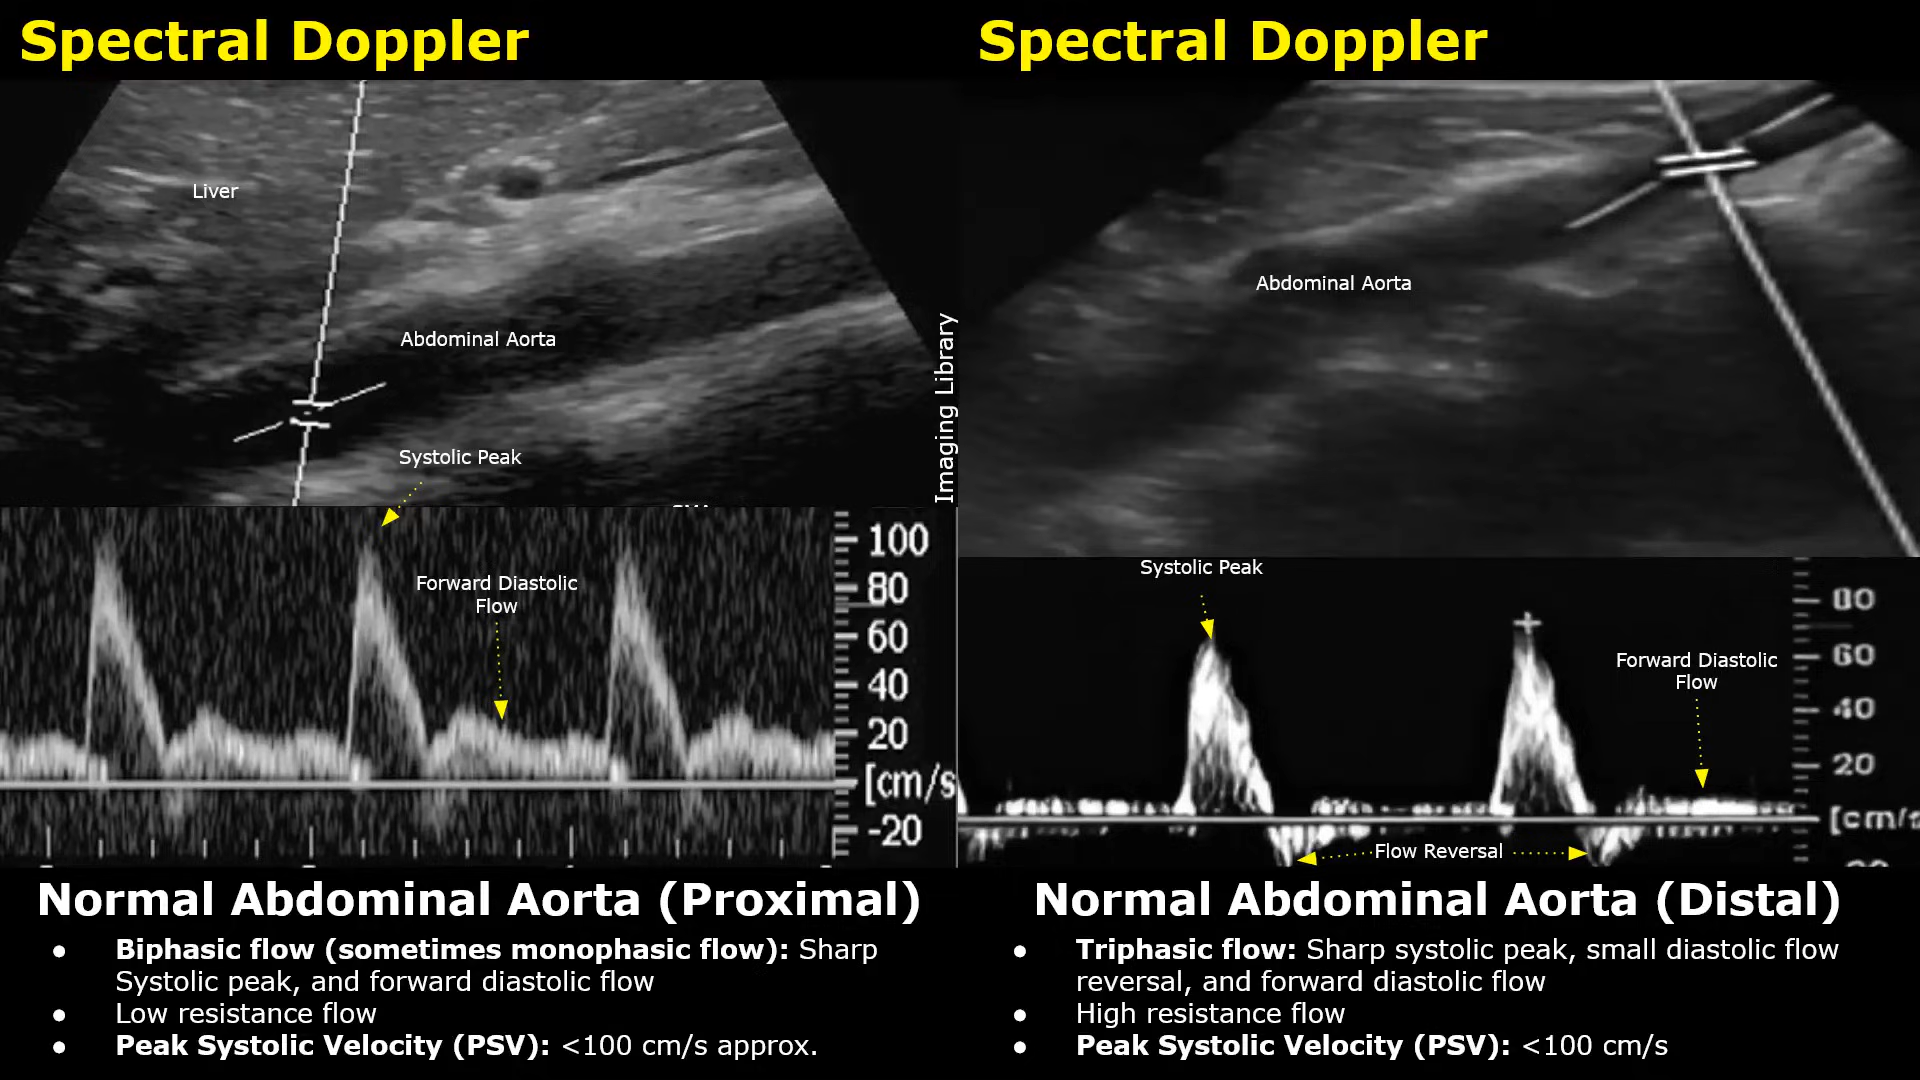 Spectral Doppler
Liver
Abdominal Aorta
Systolic Peak
Forward Diastolic
Flow
100
80
60
40
20
[cm/s
-20
Normal Abdominal Aorta (Proximal)
● Biphasic flow (sometimes monophasic flow): Sharp
Systolic peak, and forward diastolic flow
● Low resistance flow
● Peak Systolic Velocity (PSV): <100 cm/s approx.
Imaging Library
Spectral Doppler
Abdominal Aorta
Systolic Peak
Forward Diastolic
Flow
80
60
40
20
[cm/s
Flow Reversal
Normal Abdominal Aorta (Distal)
● Triphasic flow: Sharp systolic peak, small diastolic flow
reversal, and forward diastolic flow
● High resistance flow
● Peak Systolic Velocity (PSV): <100 cm/s